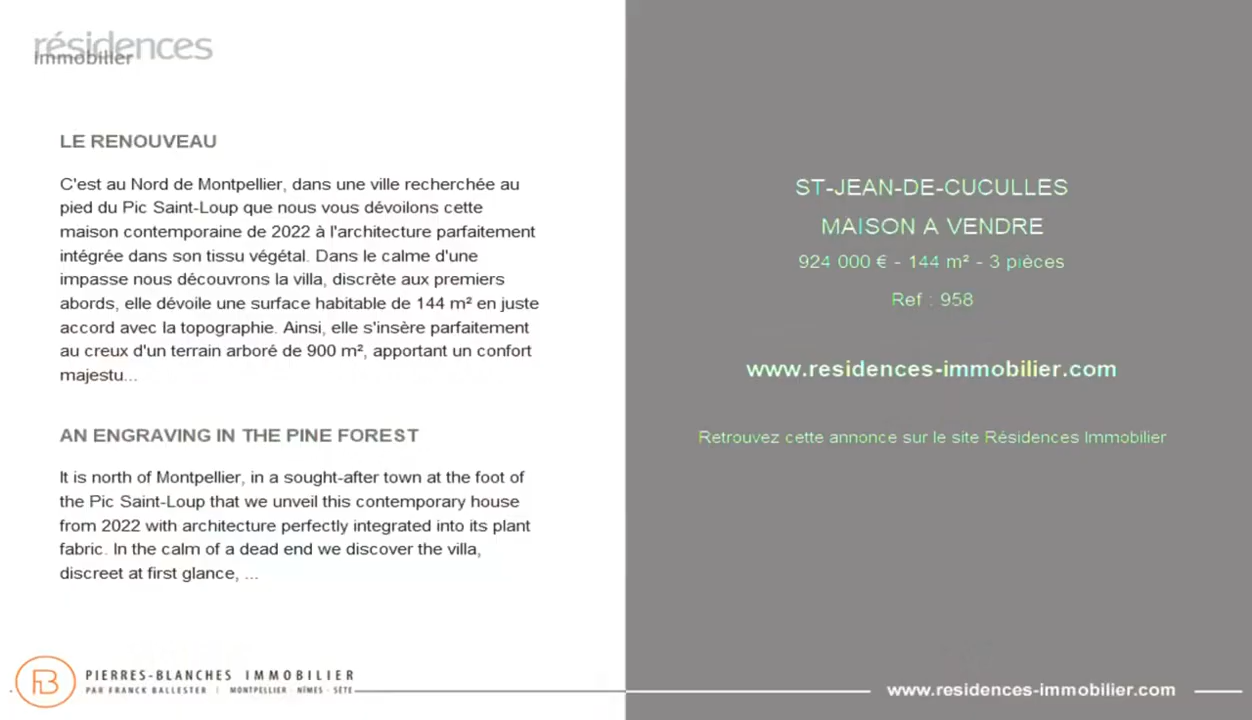 résidences
immobilier
LE RENOUVEAU
C'est au Nord de Montpellier, dans une ville recherchée au
pied du Pic Saint-Loup que nous vous dévoilons cette
maison contemporaine de 2022 à l'architecture parfaitement
intégrée dans son tissu végétal. Dans le calme d'une
impasse nous découvrons la villa, discrète aux premiers
abords, elle dévoile une surface habitable de 144 m² en juste
accord avec la topographie. Ainsi, elle s'insère parfaitement
au creux d'un terrain arboré de 900 m², apportant un confort
majestu...
AN ENGRAVING IN THE PINE FOREST
It is north of Montpellier, in a sought-after town at the foot of
the Pic Saint-Loup that we unveil this contemporary house
from 2022 with architecture perfectly integrated into its plant
fabric. In the calm of a dead end we discover the villa,
discreet at first glance, ...
PIERRES-BLANCHES IMMOBILIER
PAR FRANCK BALLESTER | MONTPELLIER · NÎMES · SÈTE
ST-JEAN-DE-CUCULLES
MAISON A VENDRE
924 000 € - 144 m² - 3 pièces
Ref : 958
www.residences-immobilier.com
Retrouvez cette annonce sur le site Résidences Immobilier
www.residences-immobilier.com